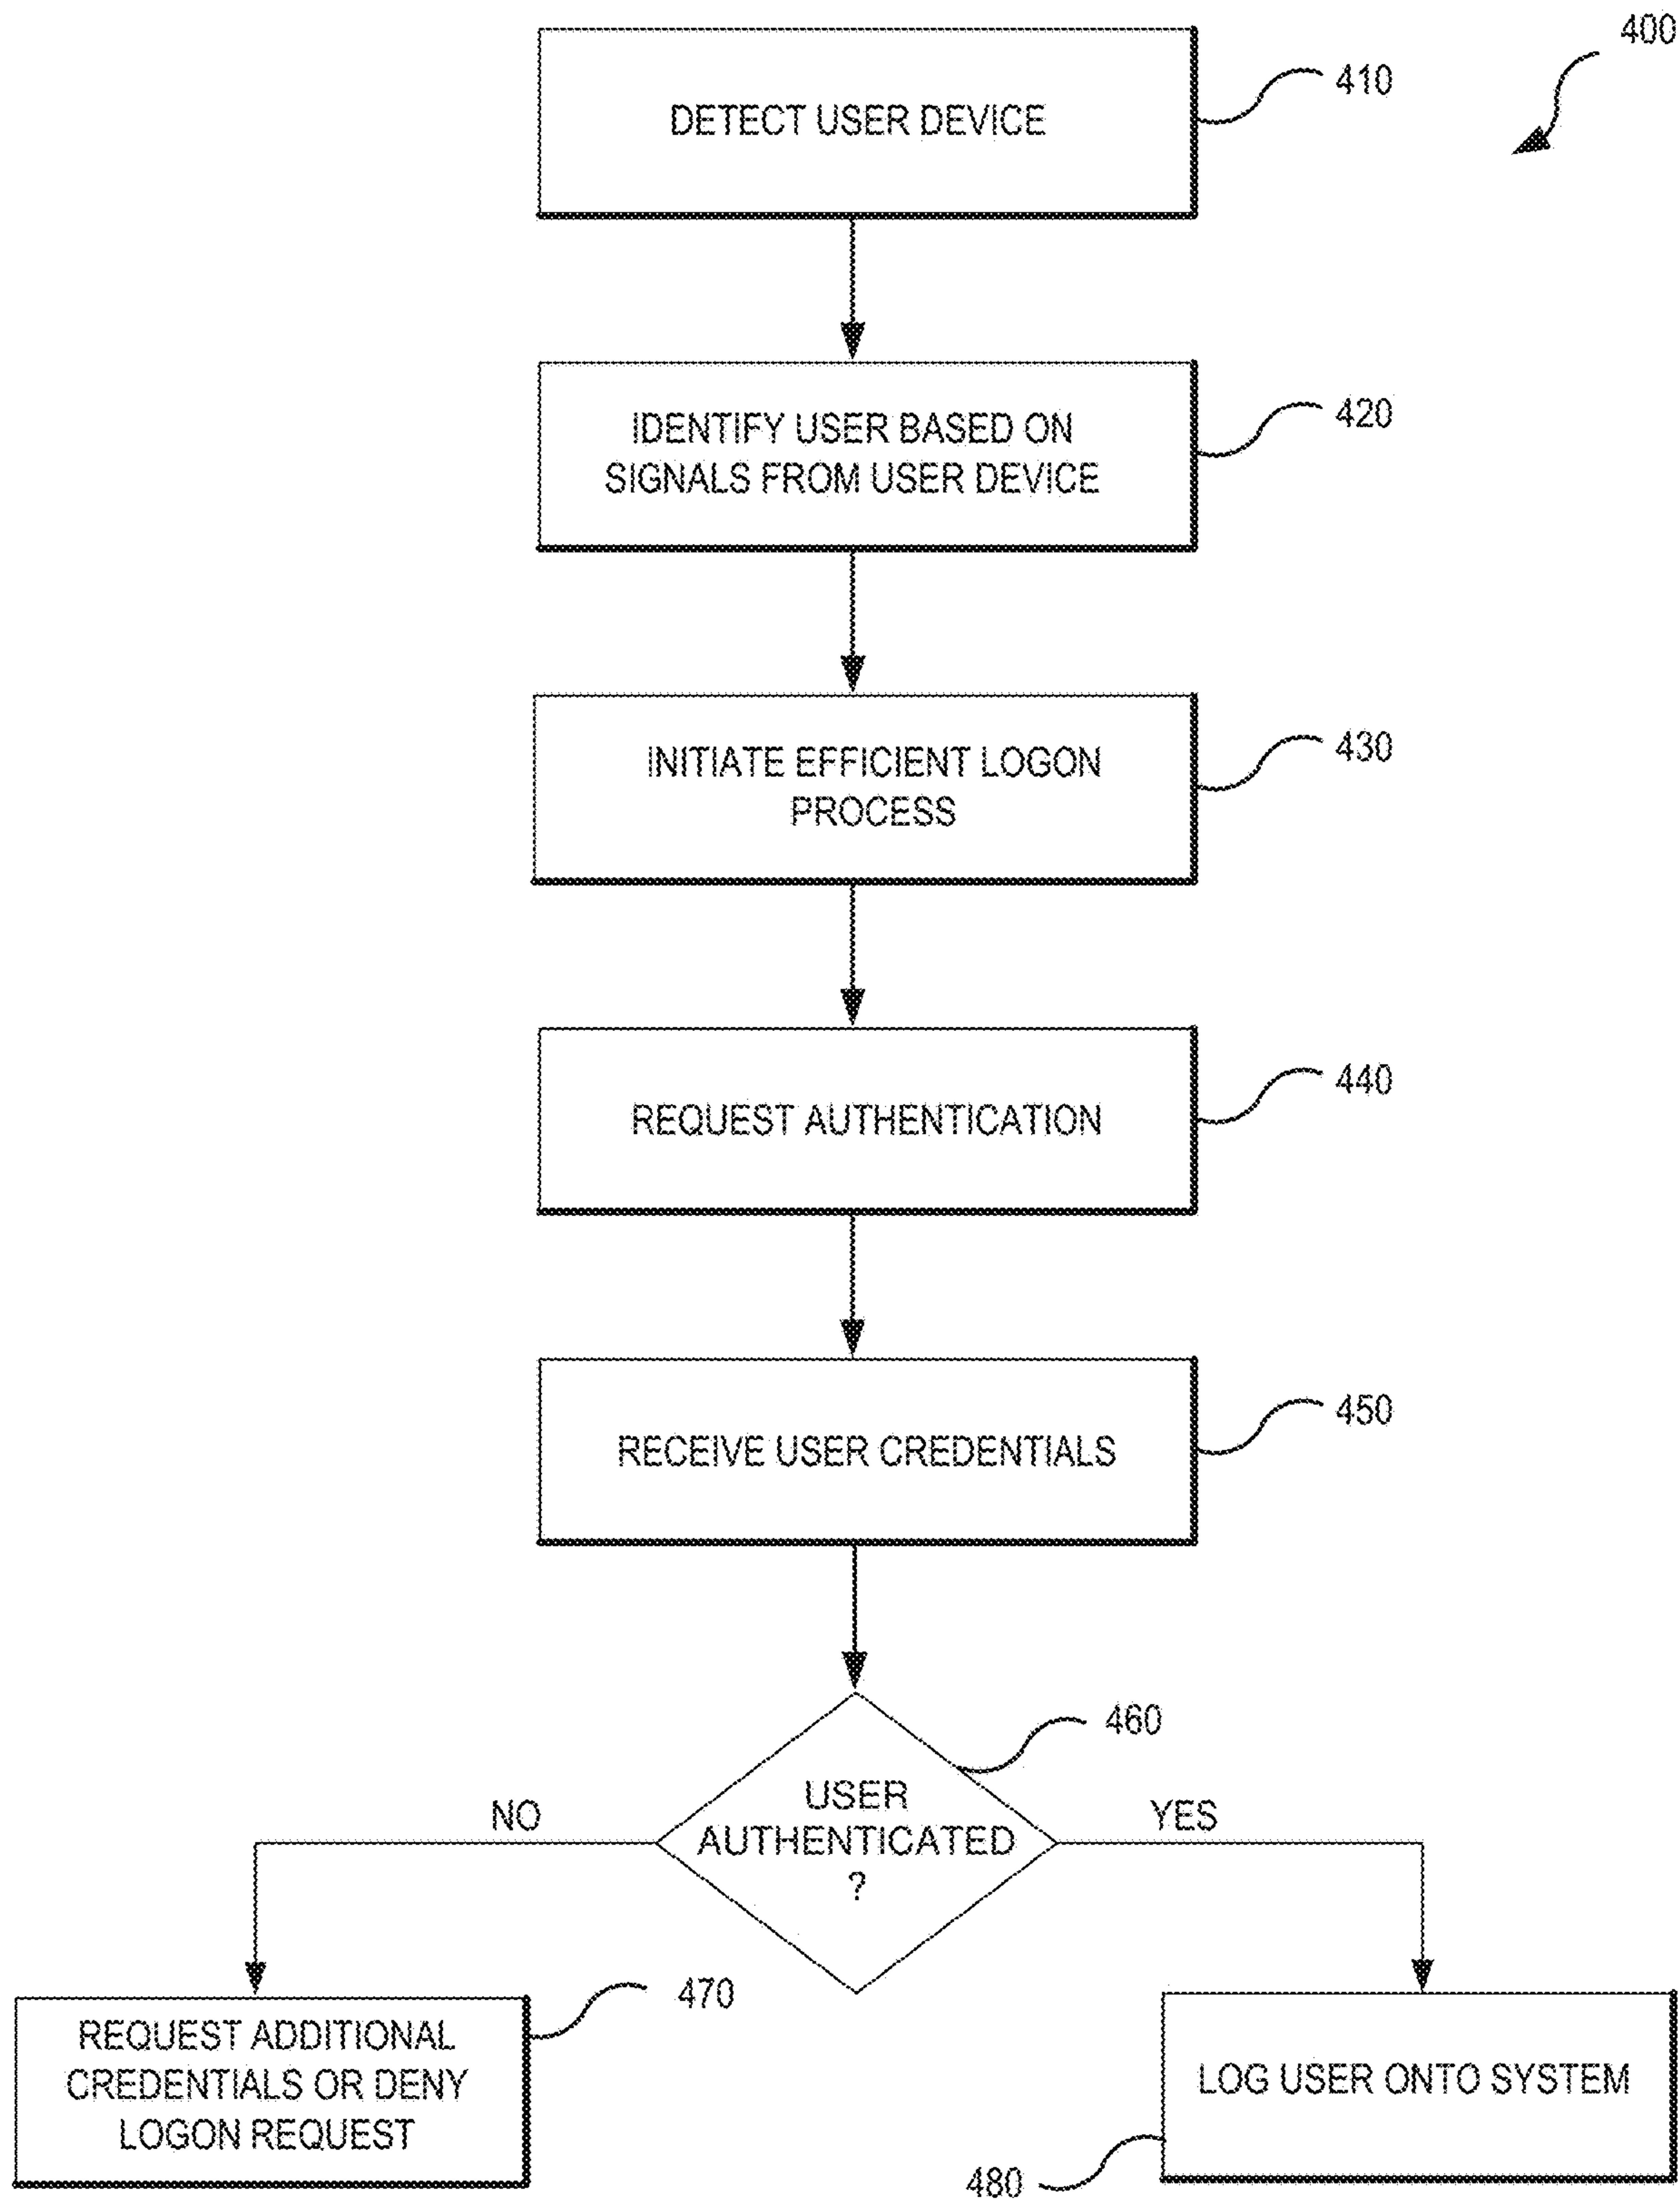 400
DETECT USER DEVICE
410
IDENTIFY USER BASED ON
SIGNALS FROM USER DEVICE
420
INITIATE EFFICIENT LOGON
PROCESS
430
REQUEST AUTHENTICATION
440
RECEIVE USER CREDENTIALS
450
460
USER
AUTHENTICATED
?
NO
YES
470
REQUEST ADDITIONAL
CREDENTIALS OR DENY
LOGON REQUEST
LOG USER ONTO SYSTEM
480